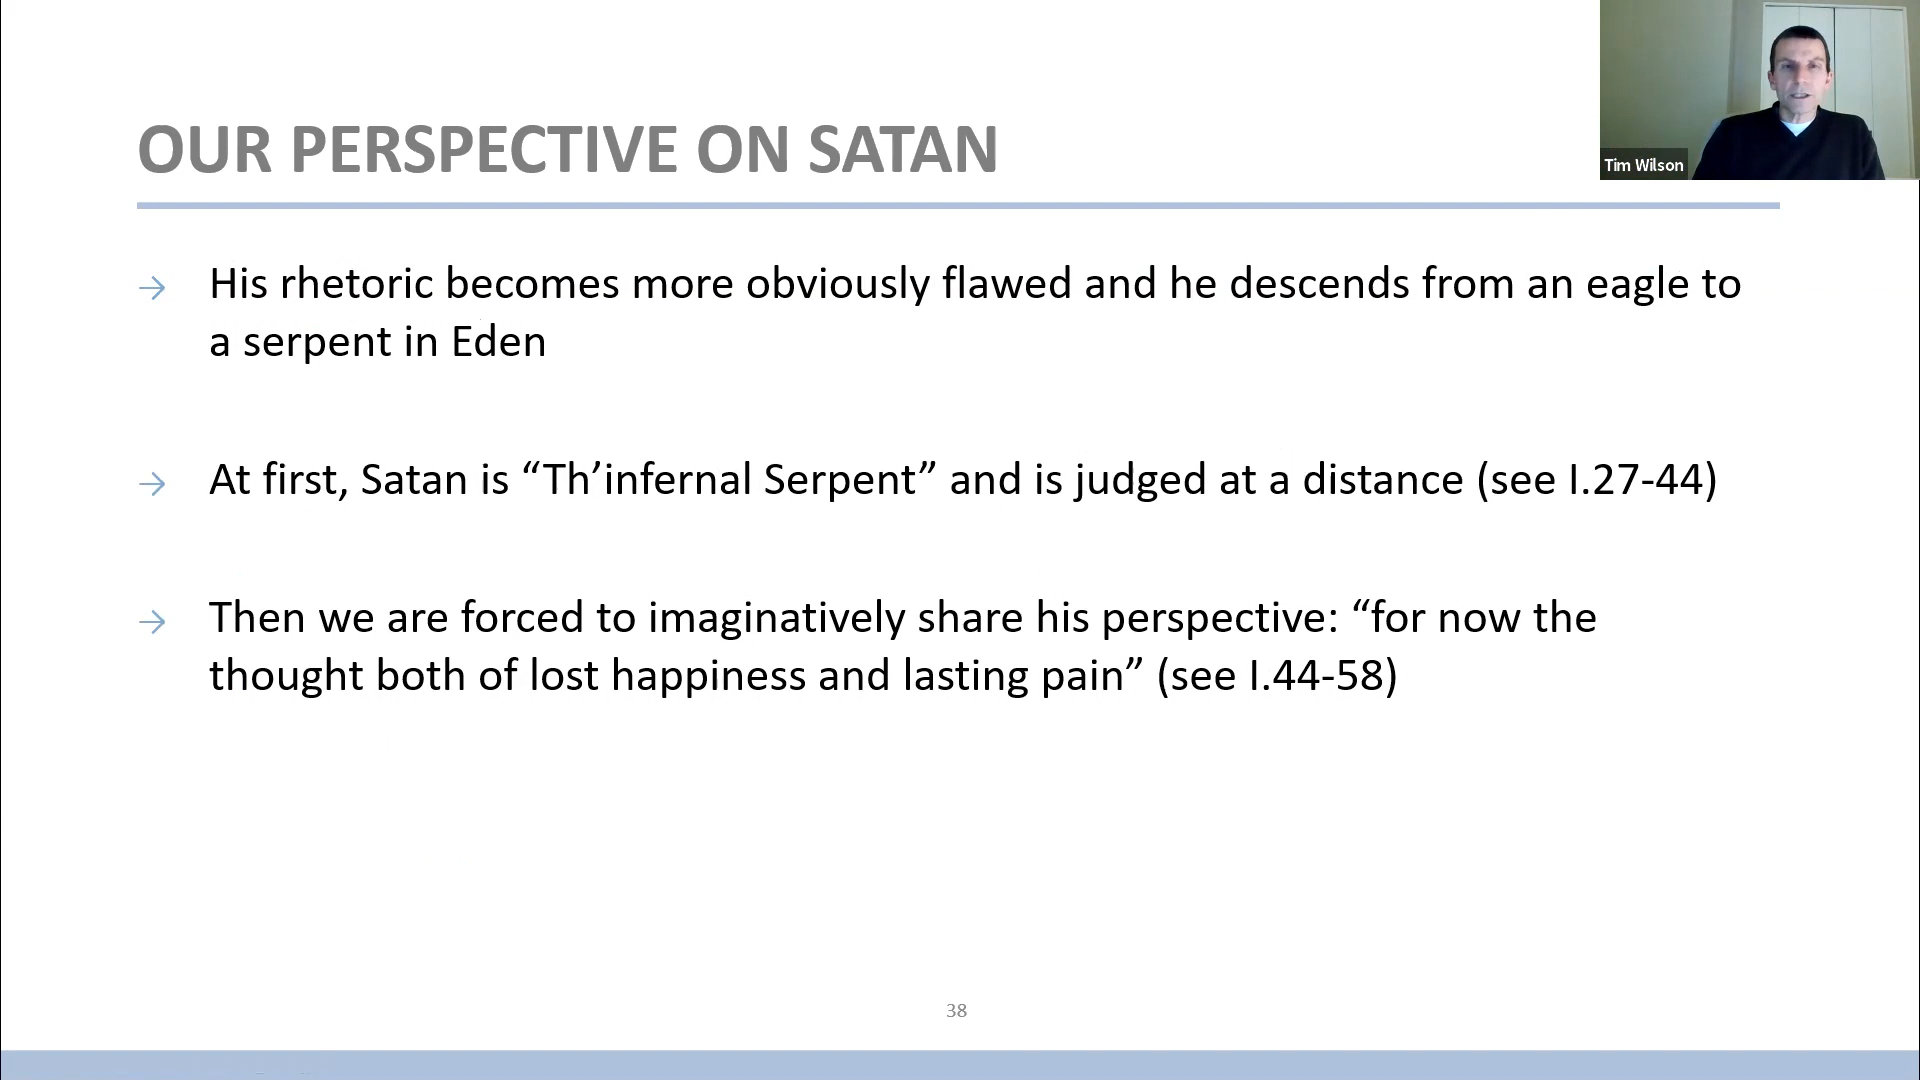 OUR PERSPECTIVE ON SATAN
Tim Wilson
→ His rhetoric becomes more obviously flawed and he descends from an eagle to
a serpent in Eden
→ At first, Satan is “Th’infernal Serpent” and is judged at a distance (see I.27-44)
→ Then we are forced to imaginatively share his perspective: “for now the
thought both of lost happiness and lasting pain” (see I.44-58)
38